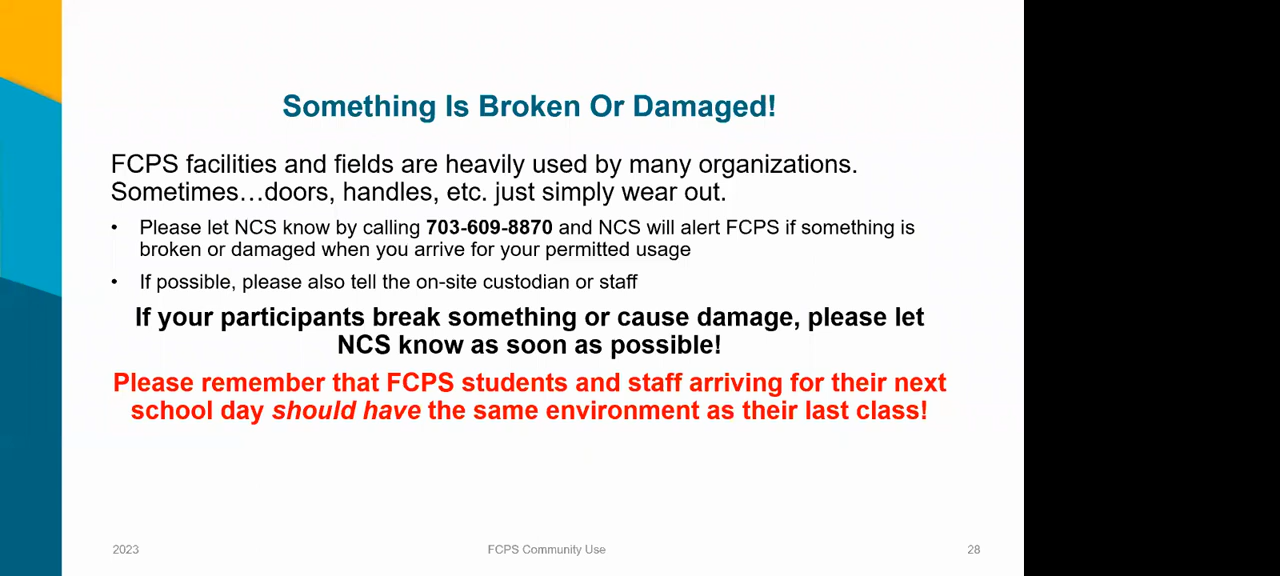 Something Is Broken Or Damaged!
FCPS facilities and fields are heavily used by many organizations.
Sometimes…doors, handles, etc. just simply wear out.
• Please let NCS know by calling 703-609-8870 and NCS will alert FCPS if something is
broken or damaged when you arrive for your permitted usage
• If possible, please also tell the on-site custodian or staff
If your participants break something or cause damage, please let
NCS know as soon as possible!
Please remember that FCPS students and staff arriving for their next
school day should have the same environment as their last class!
2023 FCPS Community Use 28